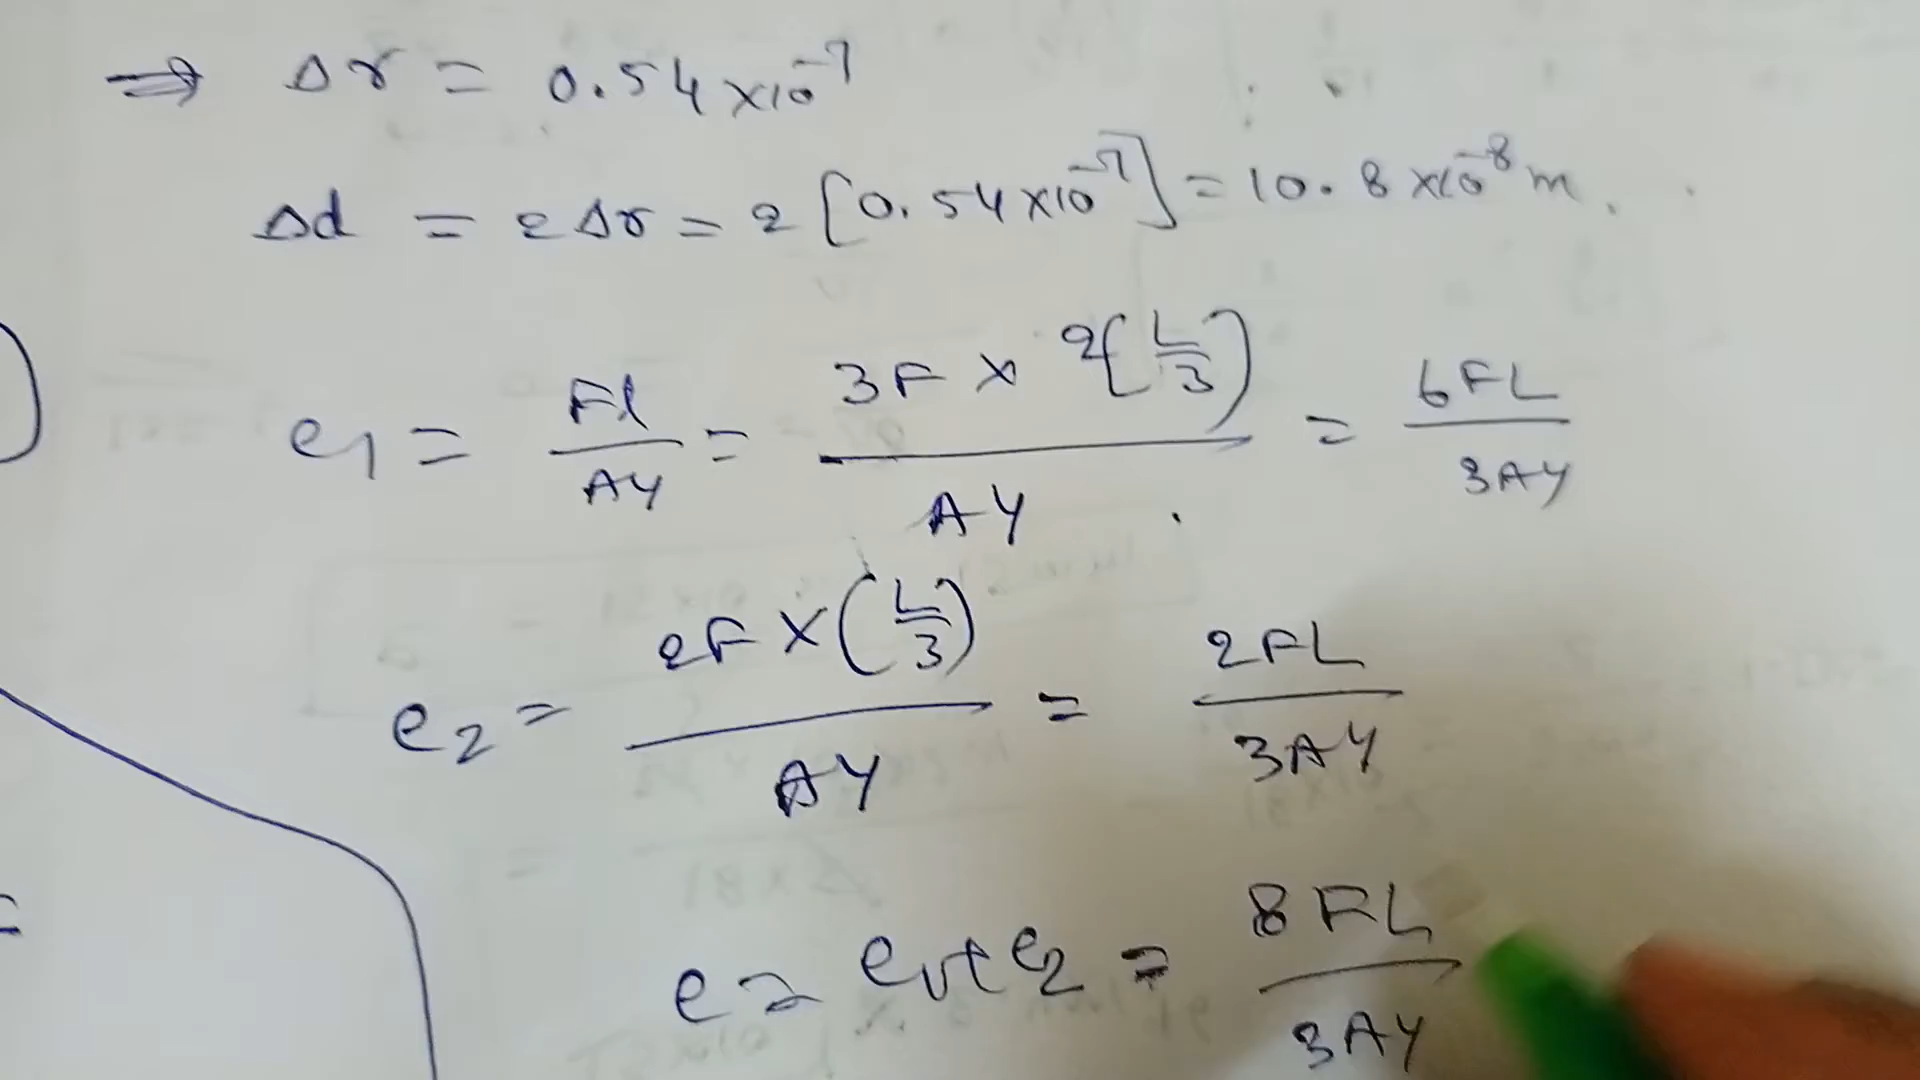 ⇒ Δr = 0.54×10⁻⁷
Δd = 2Δr = 2[0.54×10⁻⁷] = 10.8×10⁻⁸ m.
e₁ = Fl/AY = 3F × 2(L/3)/AY = 6FL/3AY
e₂ = 2F×(L/3)/AY = 2FL/3AY
e = e₁+e₂ = 8FL/3AY